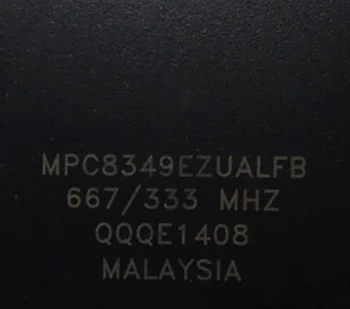 MPC8349EZUALFB
667/333 MHZ
QQQE1408
MALAYSIA